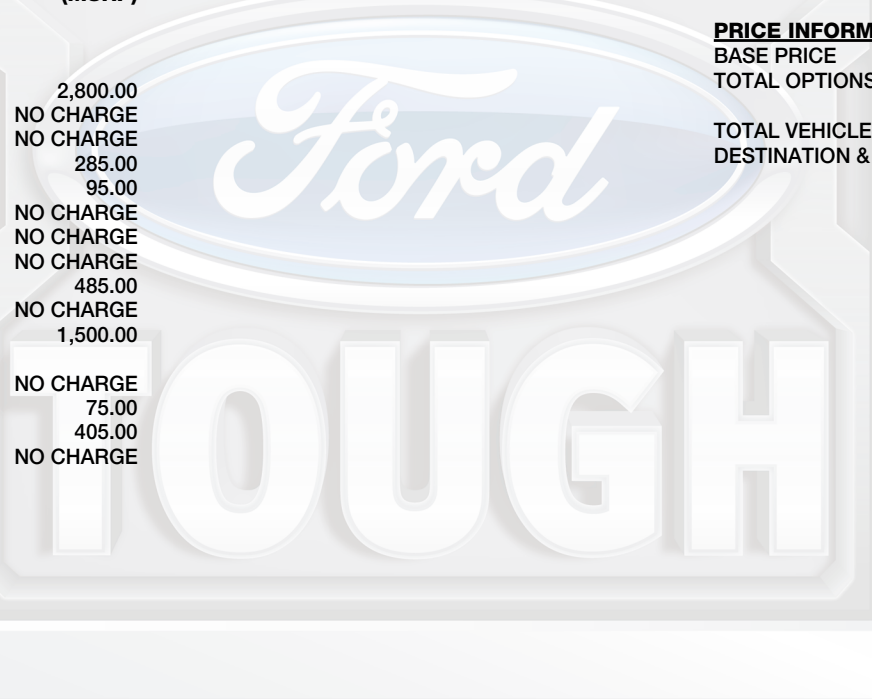 PRICE INFORM
BASE PRICE
TOTAL OPTIONS
TOTAL VEHICLE
DESTINATION &
2,800.00
NO CHARGE
NO CHARGE
285.00
95.00
NO CHARGE
NO CHARGE
NO CHARGE
485.00
NO CHARGE
1,500.00
NO CHARGE
75.00
405.00
NO CHARGE
Ford
TOUGH